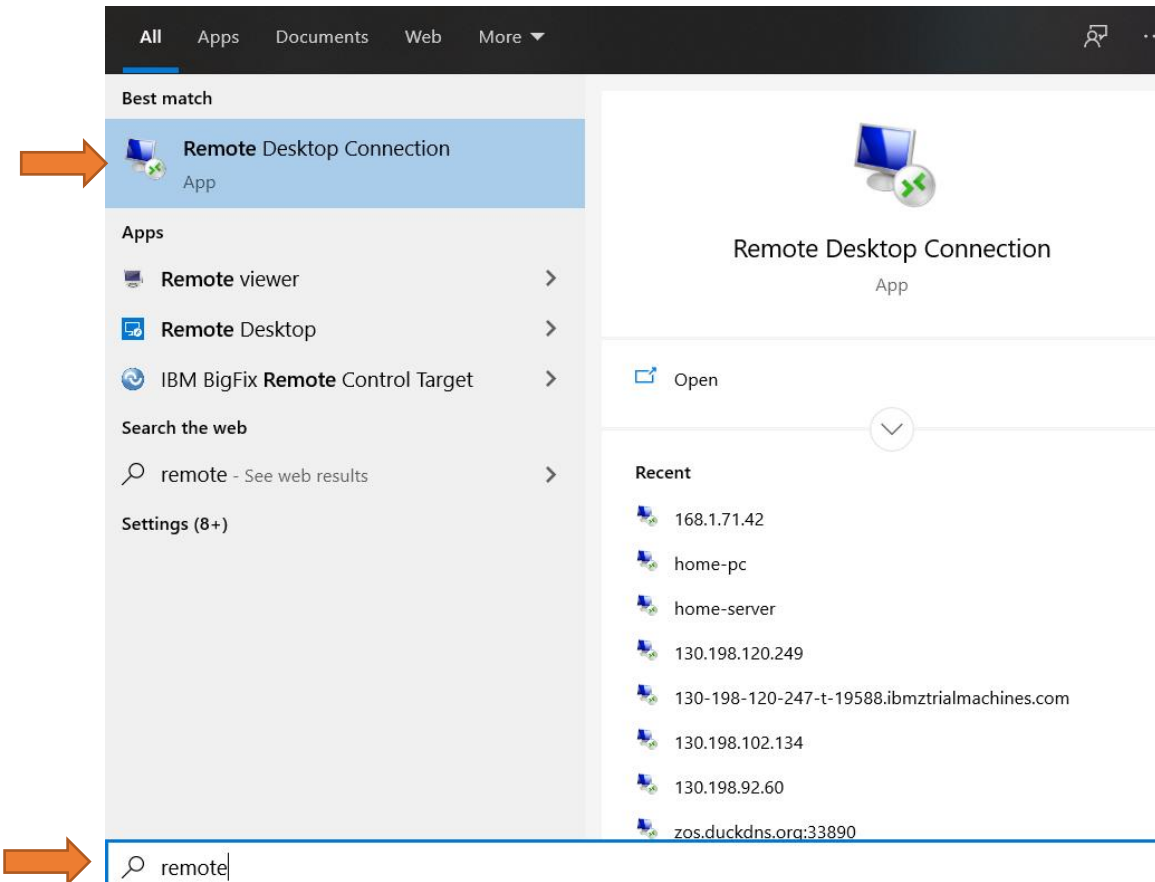 All Apps Documents Web More
Best match
Remote Desktop Connection
App
Apps
Remote viewer
Remote Desktop
IBM BigFix Remote Control Target
Search the web
remote - See web results
Settings (8+)
Remote Desktop Connection
App
Open
Recent
168.1.71.42
home-pc
home-server
130.198.120.249
130-198-120-247-t-19588.ibmztrialmachines.com
130.198.102.134
130.198.92.60
zos.duckdns.org:33890
remote